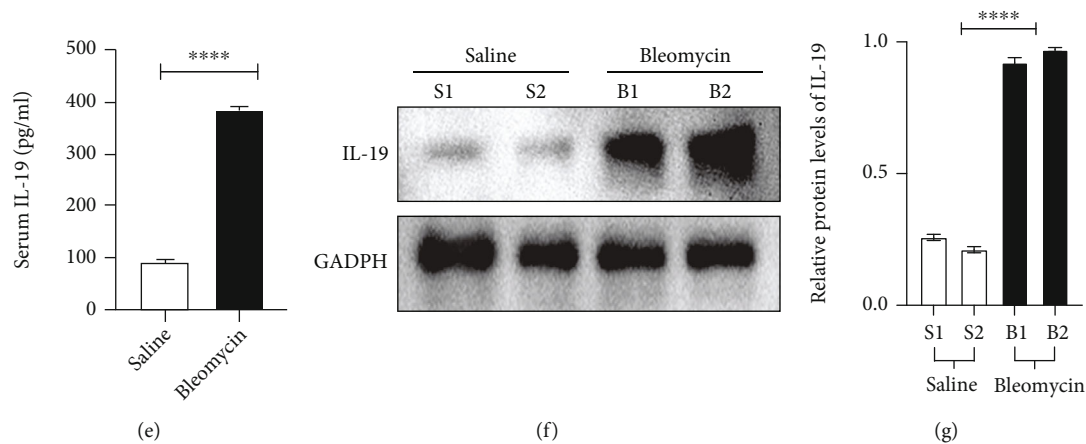 ****
500
400
300
200
100
0
Serum IL-19 (pg/ml)
Saline
Bleomycin
(e)
Saline Bleomycin
S1 S2 B1 B2
IL-19
GADPH
(f)
****
1.0
0.5
0.0
Relative protein levels of IL-19
S1 S2 B1 B2
Saline Bleomycin
(g)